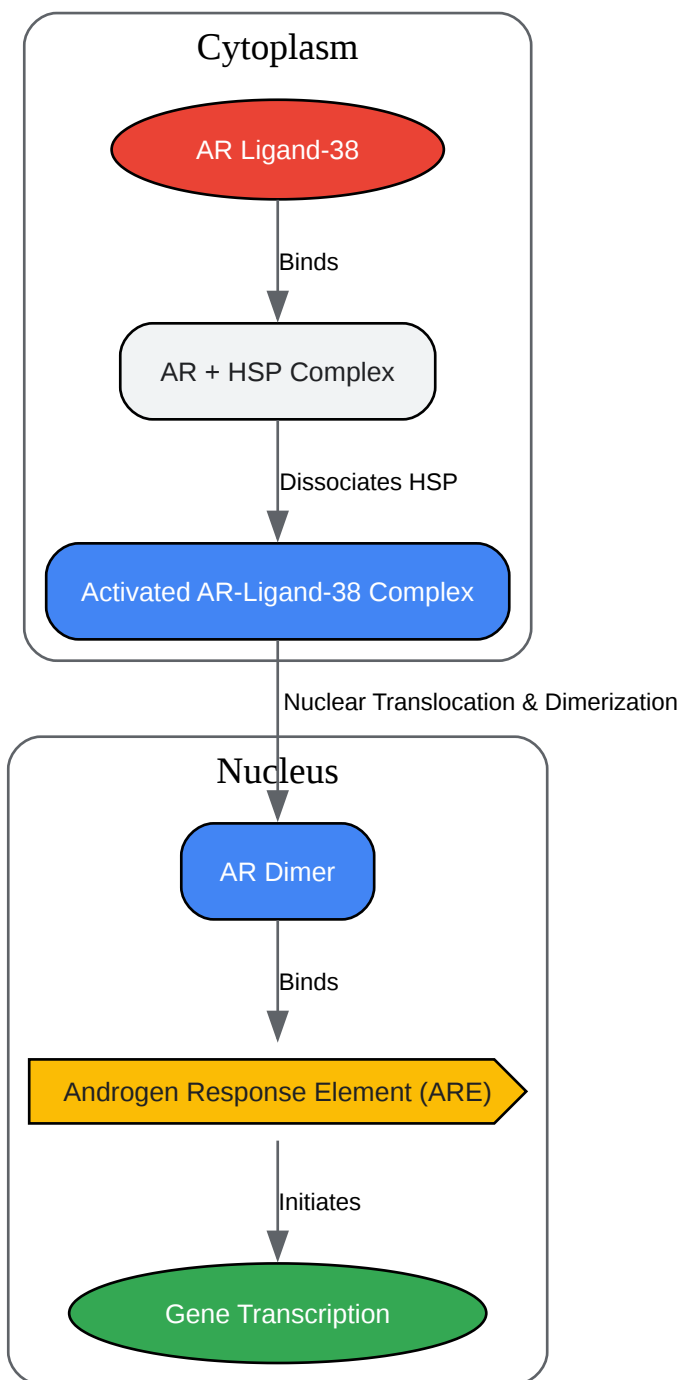 Cytoplasm
AR Ligand-38
Binds
AR + HSP Complex
Dissociates HSP
Activated AR-Ligand-38 Complex
Nuclear Translocation & Dimerization
Nucleus
AR Dimer
Binds
Androgen Response Element (ARE)
Initiates
Gene Transcription